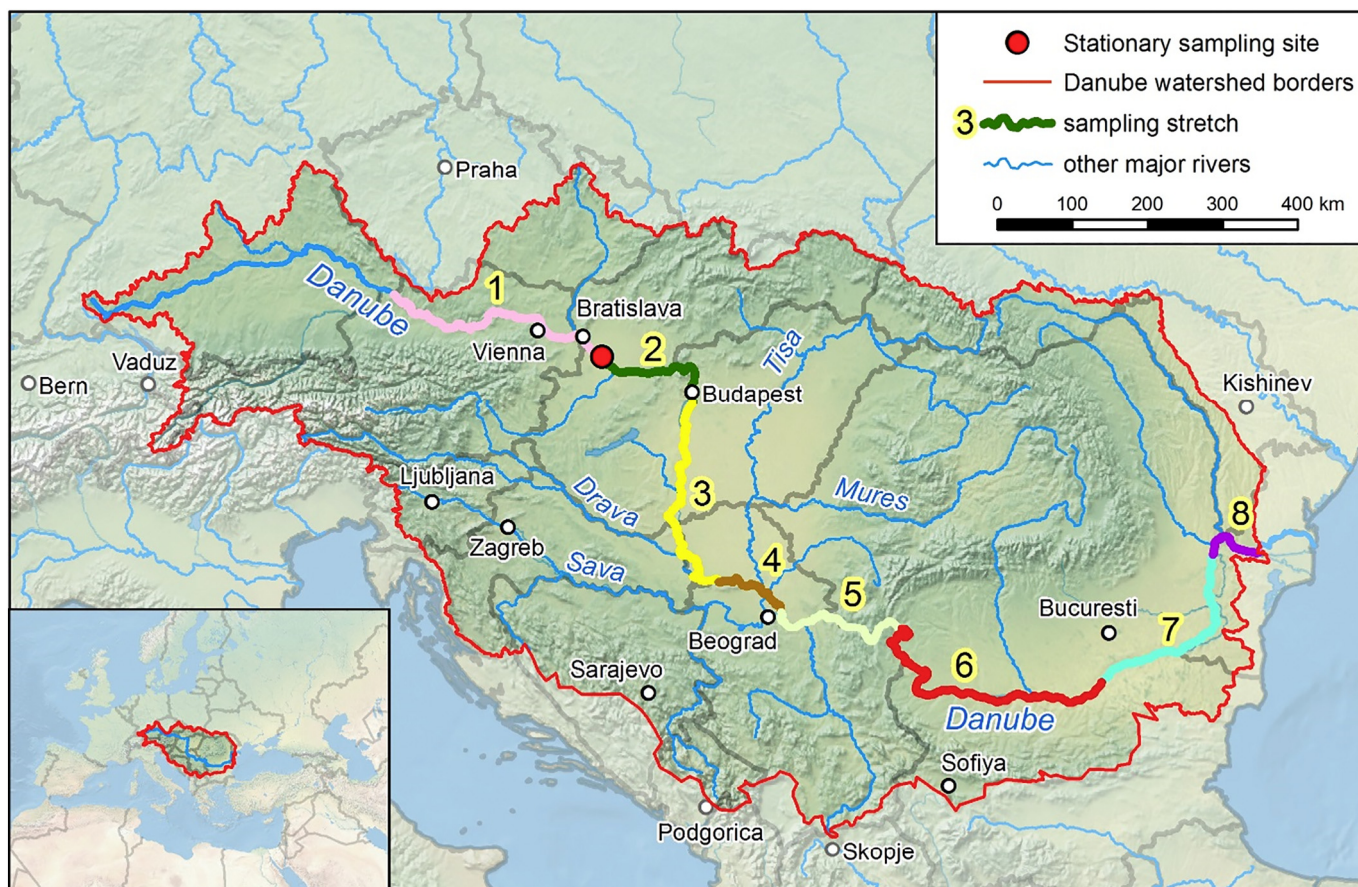 Stationary sampling site
Danube watershed borders
3 sampling stretch
other major rivers
0 100 200 300 400 km
Praha
Danube
1
Bratislava
Vienna
2
Tisa
Vaduz
Bern
Budapest
Kishinev
Ljubljana
Drava
3
Mures
Zagreb
Sava
4
8
5
Beograd
Bucuresti
7
Sarajevo
6
Danube
Sofiya
Podgorica
Skopje